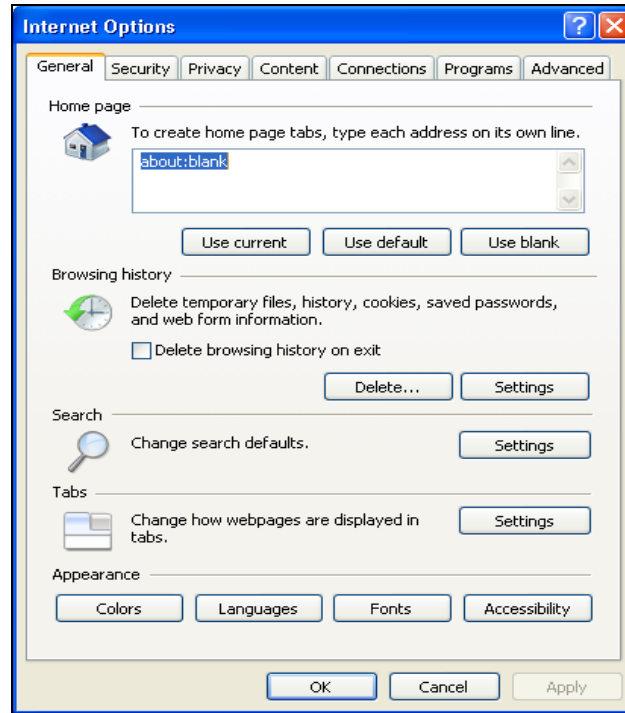 Internet Options
General Security Privacy Content Connections Programs Advanced
Home page
To create home page tabs, type each address on its own line.
about:blank
Use current Use default Use blank
Browsing history
Delete temporary files, history, cookies, saved passwords,
and web form information.
Delete browsing history on exit
Delete... Settings
Search
Change search defaults. Settings
Tabs
Change how webpages are displayed in Settings
tabs.
Appearance
Colors Languages Fonts Accessibility
OK Cancel Apply